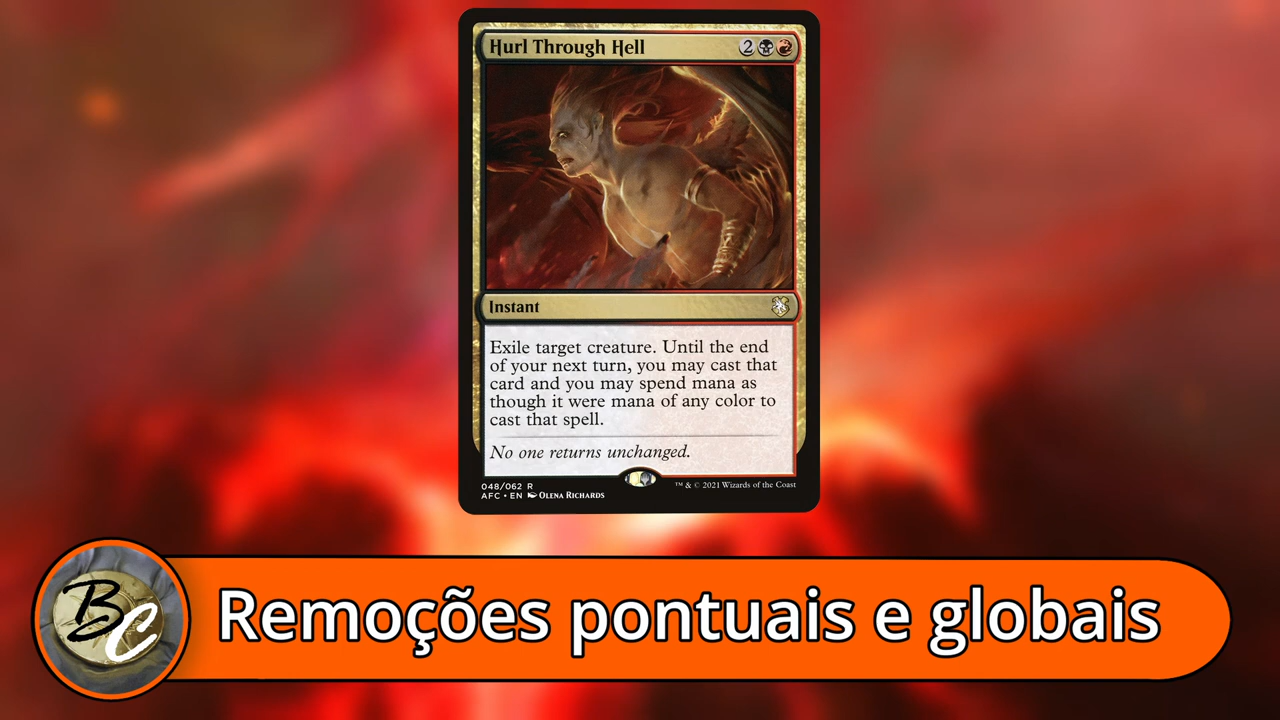 Hurl Through Hell 2
Instant
Exile target creature. Until the end
of your next turn, you may cast that
card and you may spend mana as
though it were mana of any color to
cast that spell.
No one returns unchanged.
048/062 R
AFC • EN Olena Richards
™ & © 2021 Wizards of the Coast
BC
Remoções pontuais e globais